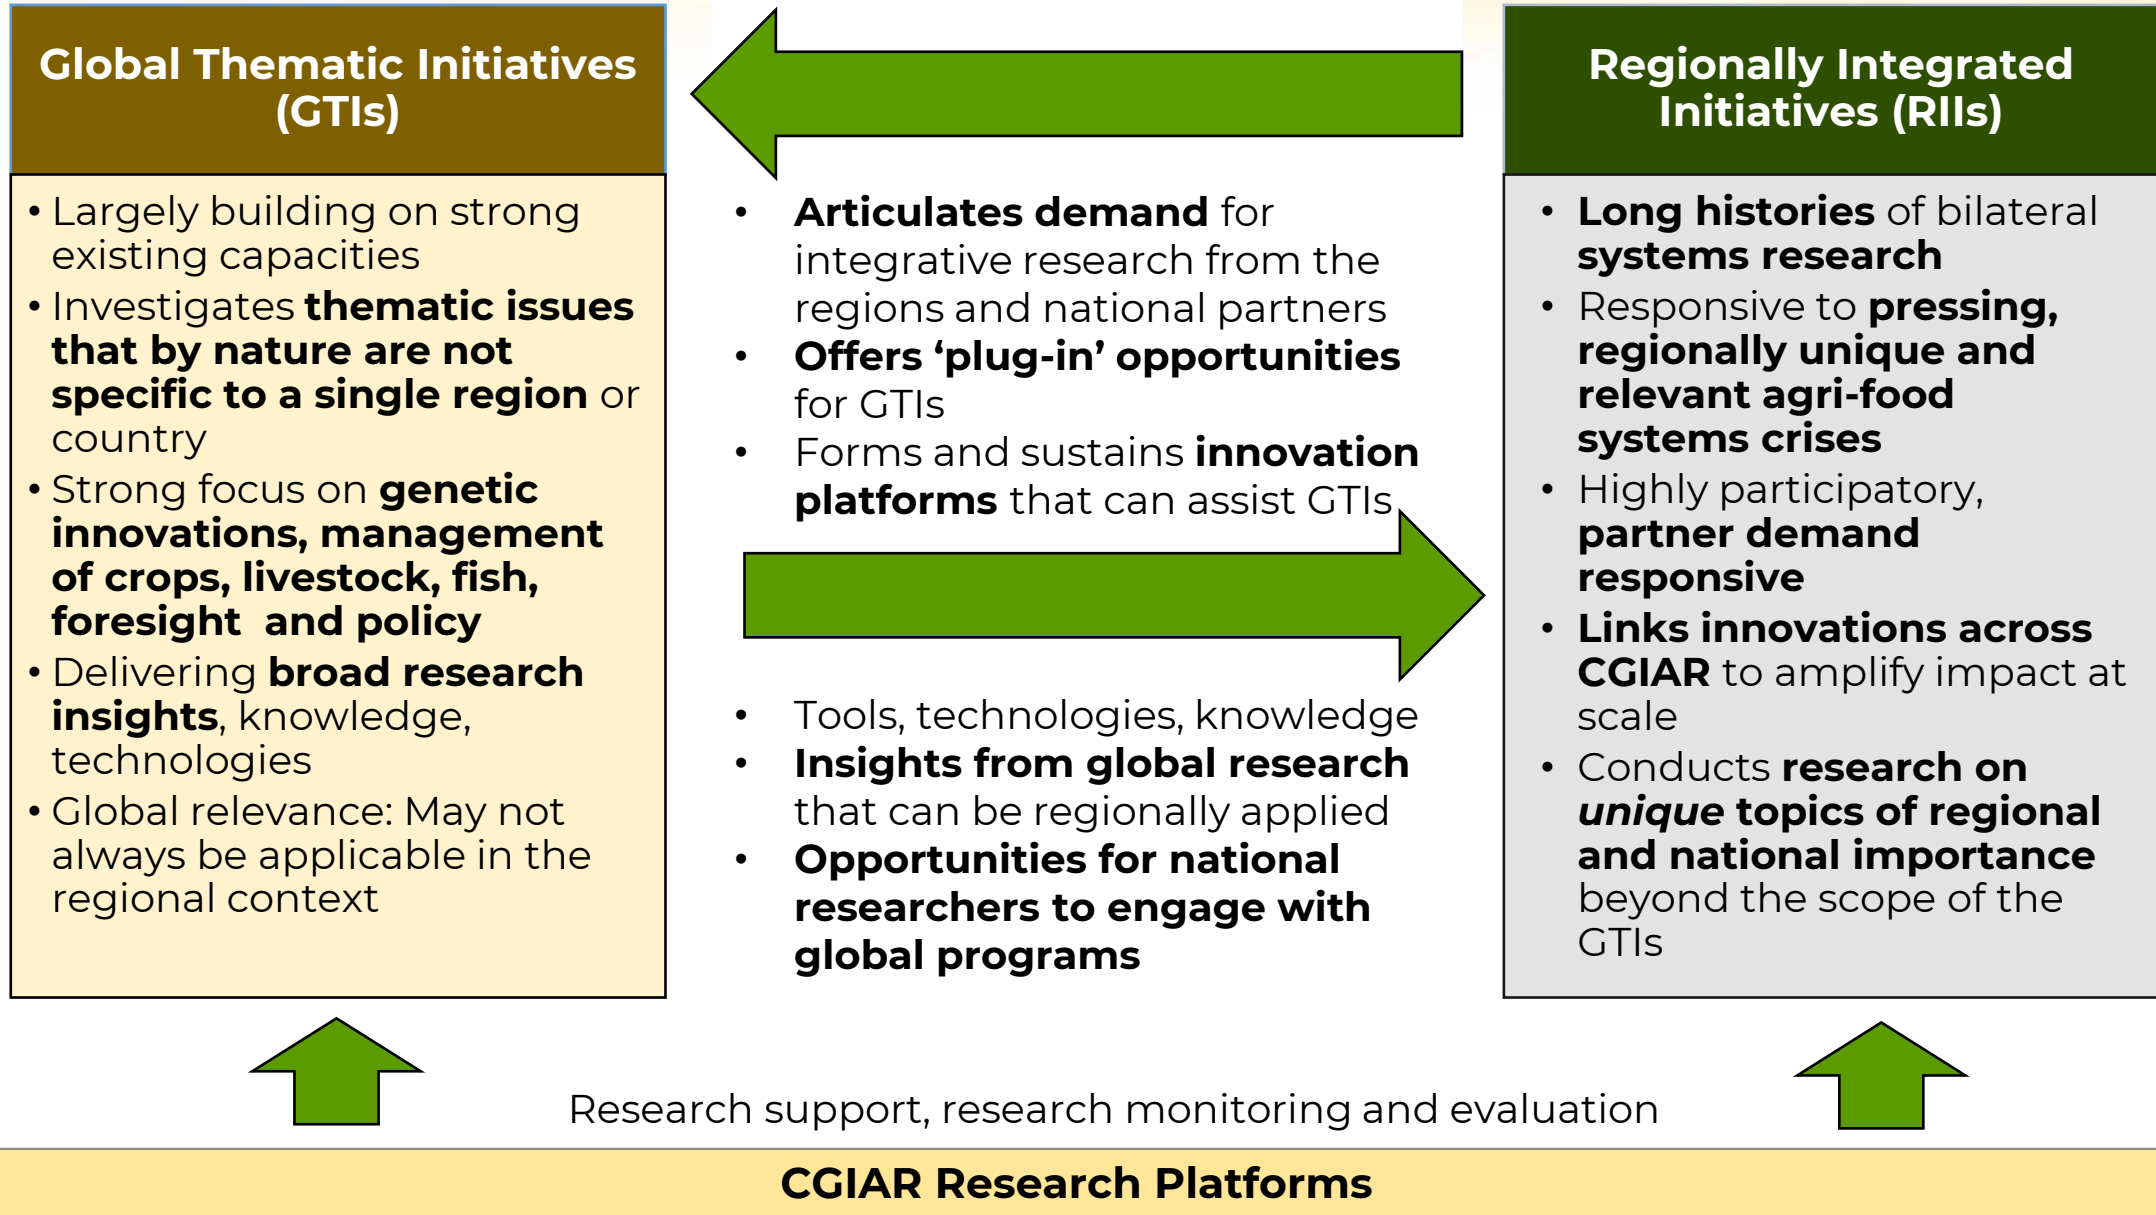 Global Thematic Initiatives
(GTIs)
• Largely building on strong
existing capacities
• Investigates thematic issues
that by nature are not
specific to a single region or
country
• Strong focus on genetic
innovations, management
of crops, livestock, fish,
foresight and policy
• Delivering broad research
insights, knowledge,
technologies
• Global relevance: May not
always be applicable in the
regional context
• Articulates demand for
integrative research from the
regions and national partners
• Offers ‘plug-in’ opportunities
for GTIs
• Forms and sustains innovation
platforms that can assist GTIs
• Tools, technologies, knowledge
• Insights from global research
that can be regionally applied
• Opportunities for national
researchers to engage with
global programs
Regionally Integrated
Initiatives (RIIs)
• Long histories of bilateral
systems research
• Responsive to pressing,
regionally unique and
relevant agri-food
systems crises
• Highly participatory,
partner demand
responsive
• Links innovations across
CGIAR to amplify impact at
scale
• Conducts research on
unique topics of regional
and national importance
beyond the scope of the
GTIs
Research support, research monitoring and evaluation
CGIAR Research Platforms